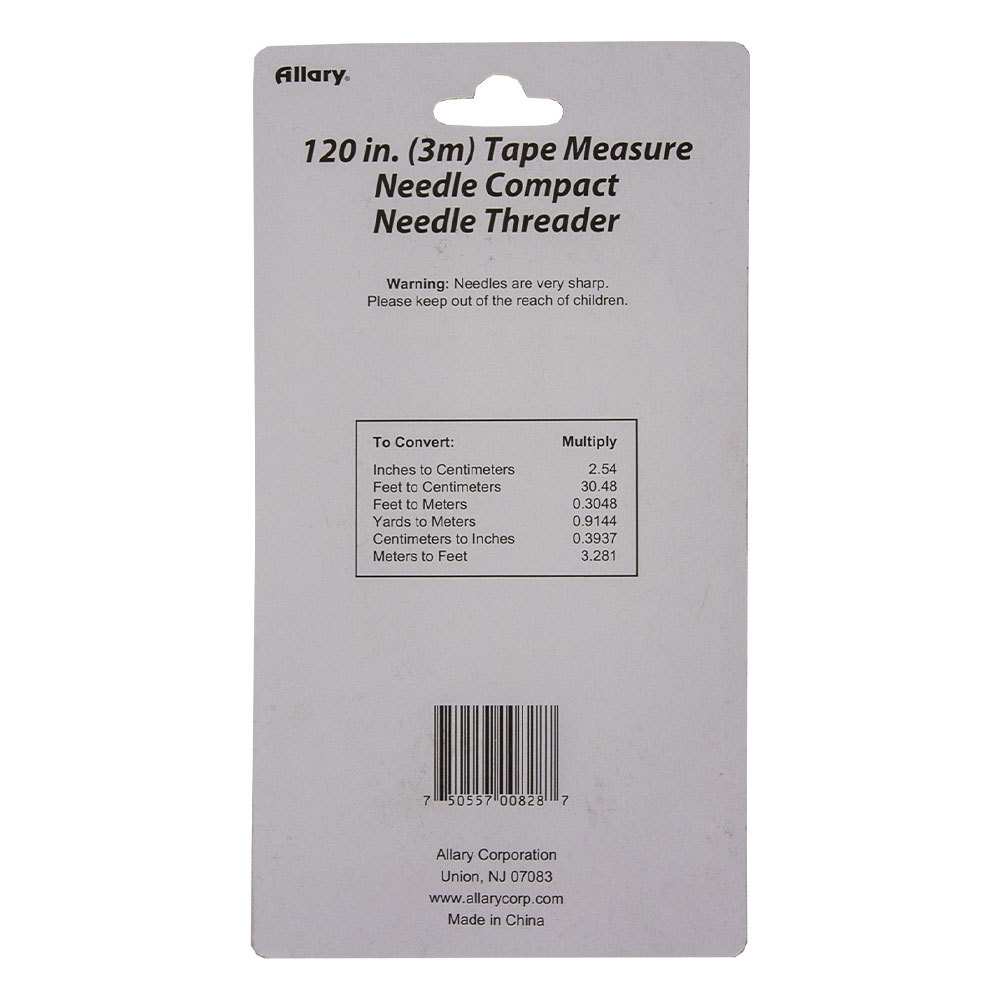 Allary®
120 in. (3m) Tape Measure
Needle Compact
Needle Threader
Warning: Needles are very sharp.
Please keep out of the reach of children.
To Convert: Multiply
Inches to Centimeters 2.54
Feet to Centimeters 30.48
Feet to Meters 0.3048
Yards to Meters 0.9144
Centimeters to Inches 0.3937
Meters to Feet 3.281
7 50557 00828 7
Allary Corporation
Union, NJ 07083
www.allarycorp.com
Made in China